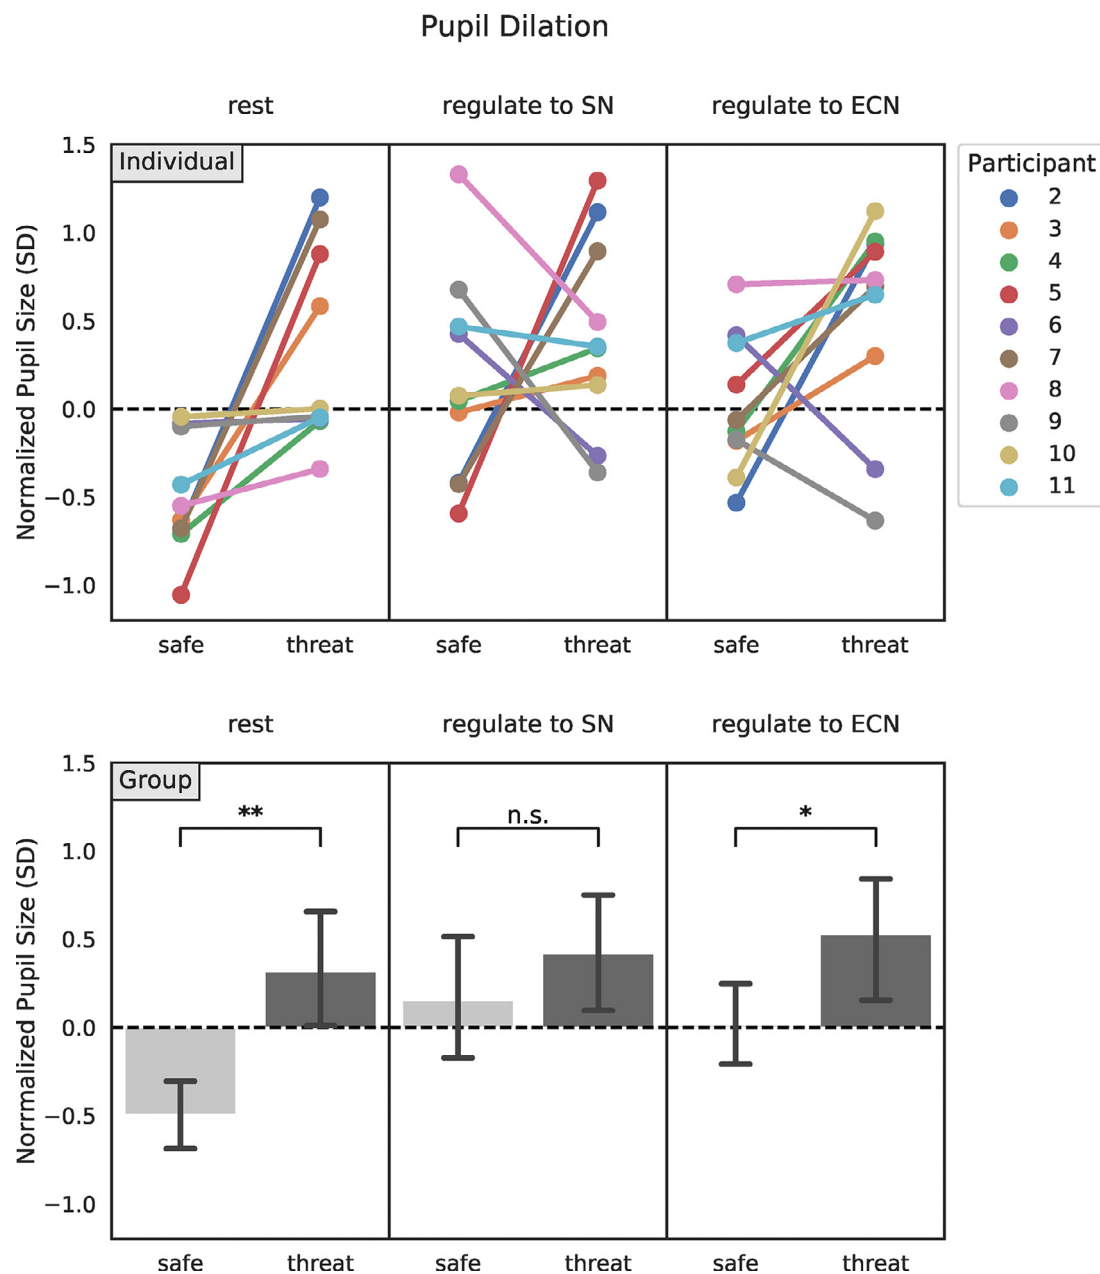 Pupil Dilation
rest regulate to SN regulate to ECN
Individual
Normalized Pupil Size (SD)
1.5
1.0
0.5
0.0
−0.5
−1.0
safe threat safe threat safe threat
Participant
2
3
4
5
6
7
8
9
10
11
rest regulate to SN regulate to ECN
Group
Norrmalized Pupil Size (SD)
1.5
1.0
0.5
0.0
−0.5
−1.0
** n.s. *
safe threat safe threat safe threat